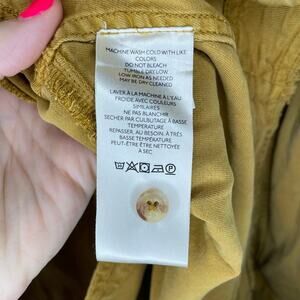 MACHINE WASH COLD WITH LIKE
COLORS
DO NOT BLEACH
TUMBLE DRY LOW
LOW IRON AS NEEDED
MAY BE DRY CLEANED
LAVER À LA MACHINE À L'EAU
FROIDE AVEC COULEURS
SIMILAIRES
NE PAS BLANCHIR
SÉCHER PAR CULBUTAGE À BASSE
TEMPÉRATURE
REPASSER, AU BESOIN, À TRÈS
BASSE TEMPÉRATURE
PEUT-ÊTRE ÊTRE NETTOYÉE
À SEC